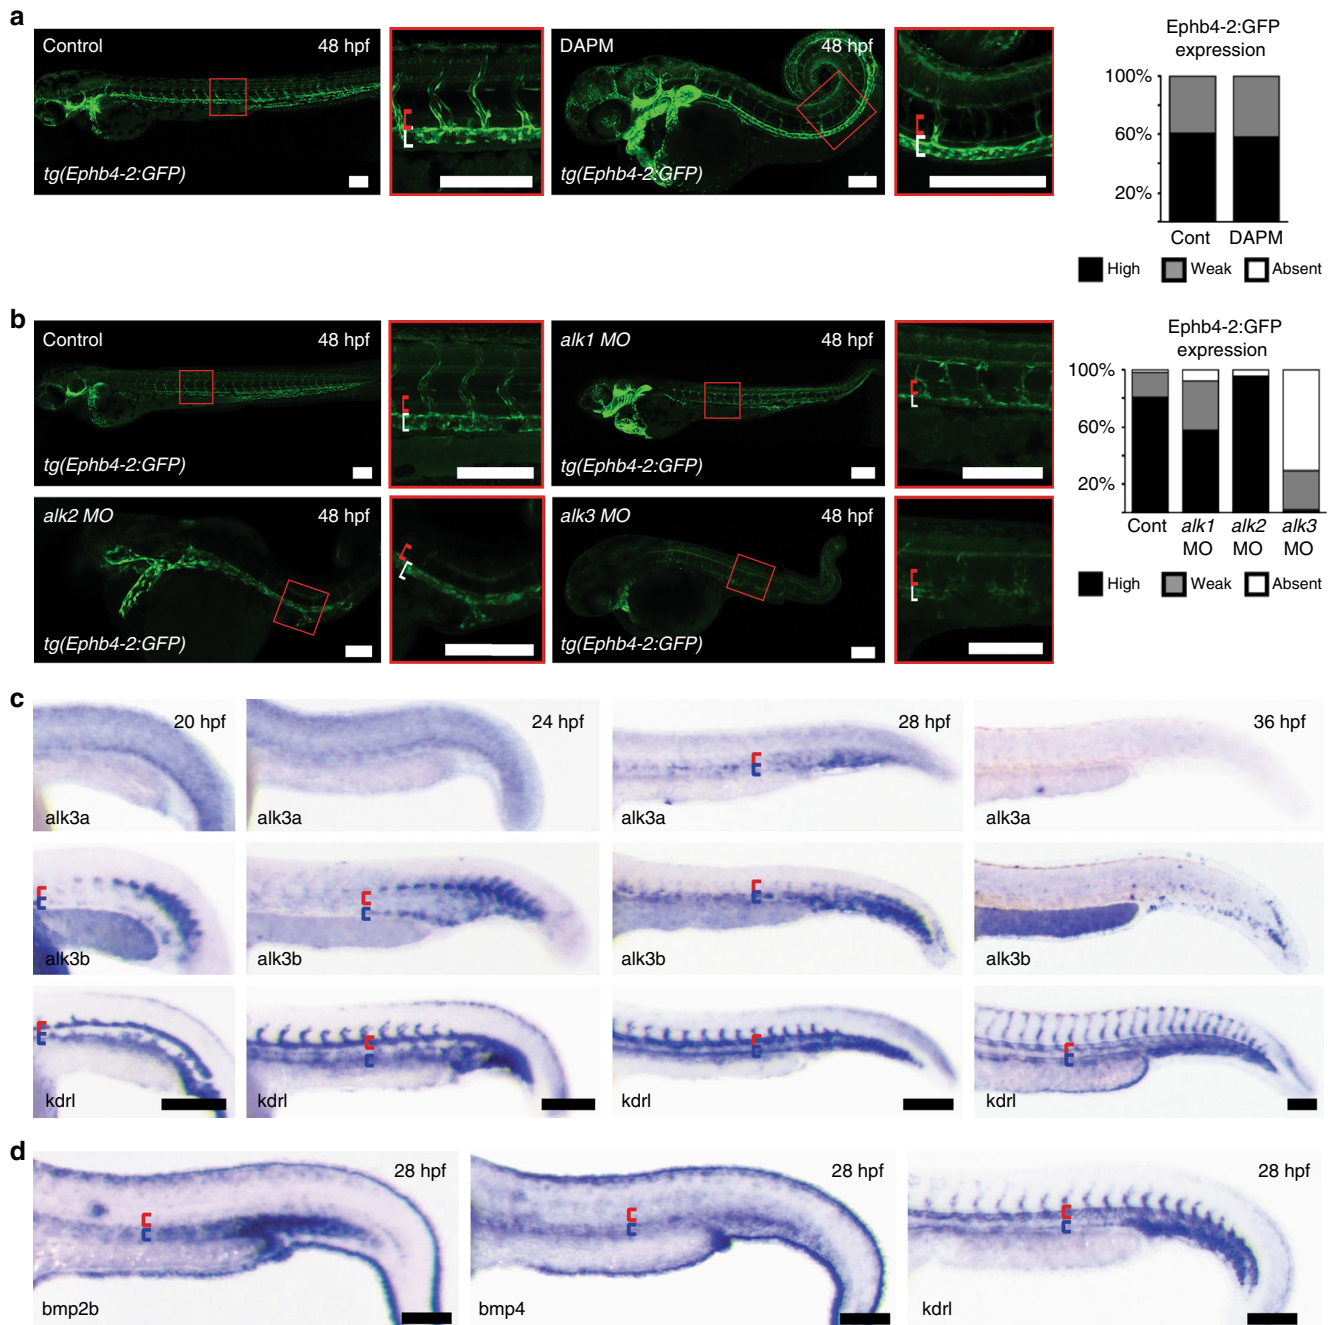 a
Control
48 hpf
tg(Ephb4-2:GFP)
DAPM
48 hpf
tg(Ephb4-2:GFP)
Ephb4-2:GFP
expression
100%
60%
20%
Cont
DAPM
High
Weak
Absent
b
Control
48 hpf
tg(Ephb4-2:GFP)
alk1 MO
48 hpf
tg(Ephb4-2:GFP)
alk2 MO
48 hpf
tg(Ephb4-2:GFP)
alk3 MO
48 hpf
tg(Ephb4-2:GFP)
Ephb4-2:GFP
expression
100%
60%
20%
Cont
alk1
MO
alk2
MO
alk3
MO
High
Weak
Absent
c
20 hpf
alk3a
24 hpf
alk3a
28 hpf
alk3a
36 hpf
alk3a
alk3b
alk3b
alk3b
alk3b
kdrl
kdrl
kdrl
kdrl
d
28 hpf
bmp2b
28 hpf
bmp4
28 hpf
kdrl